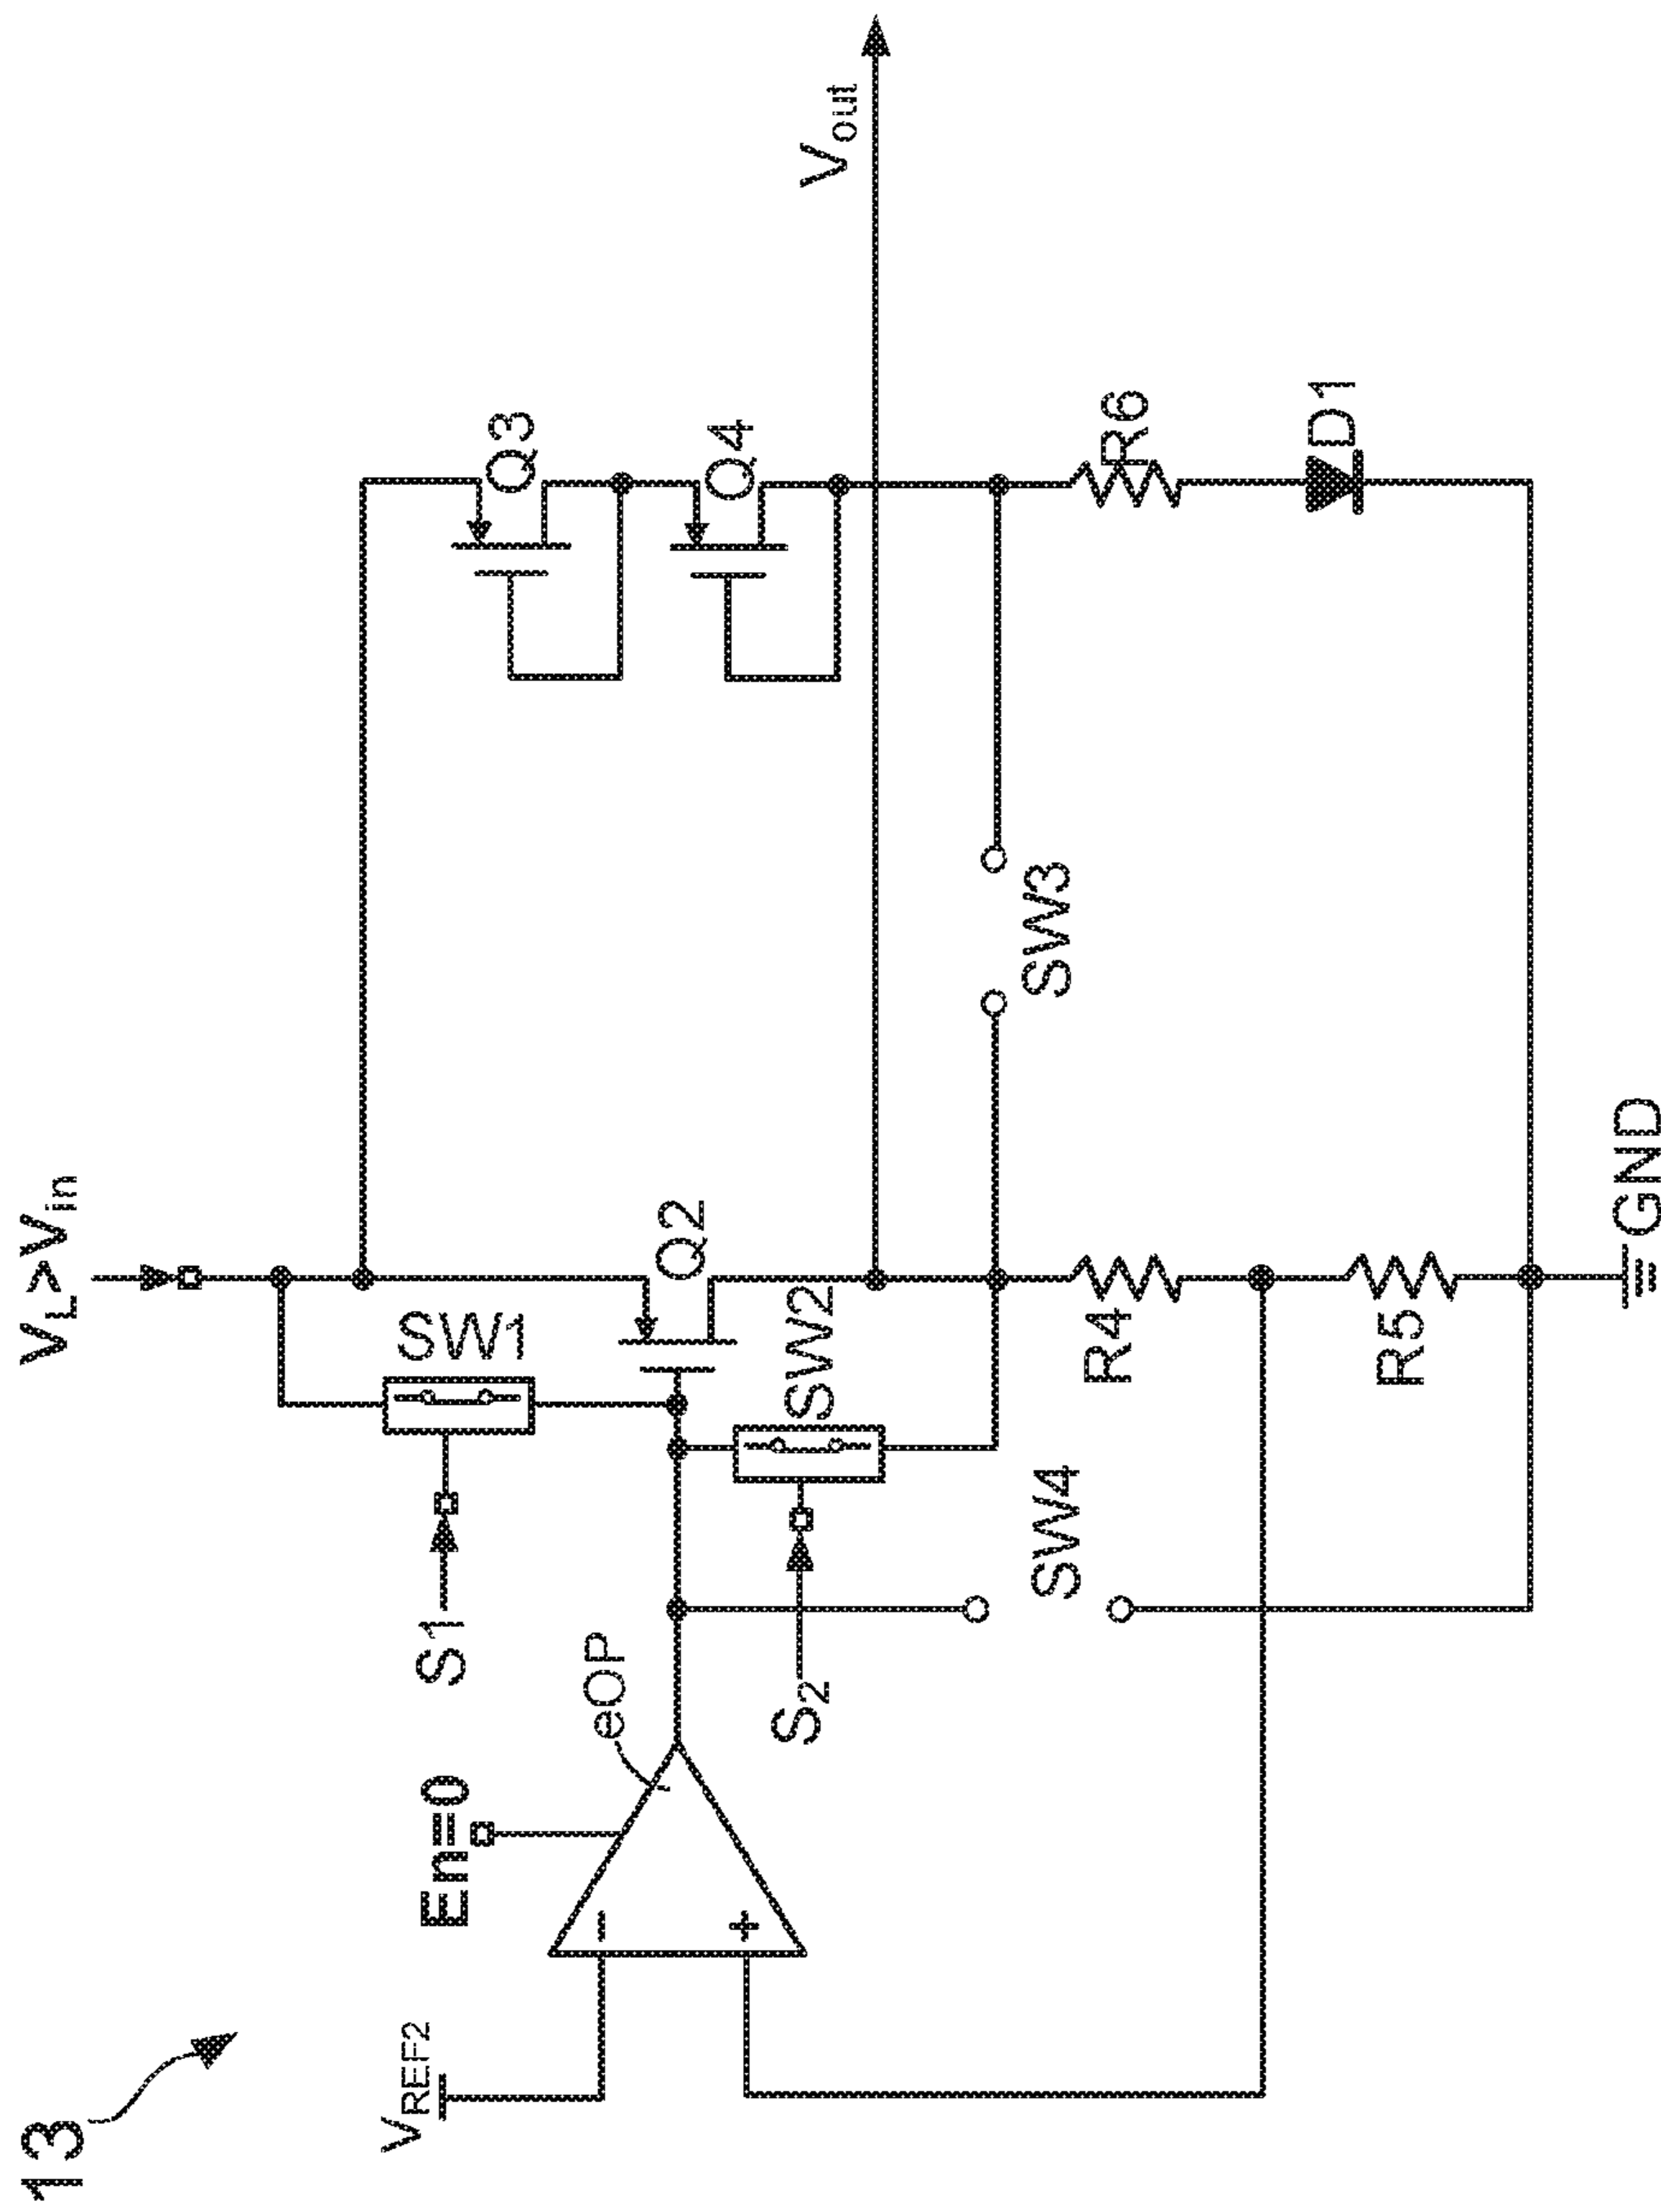 13
V_L>V_in
V_REF2
En=0
eOP
S1
SW1
S₂
SW2
Q2
Q3
Q4
V_out
SW3
SW4
R4
R5
R6
D1
GND
−
+